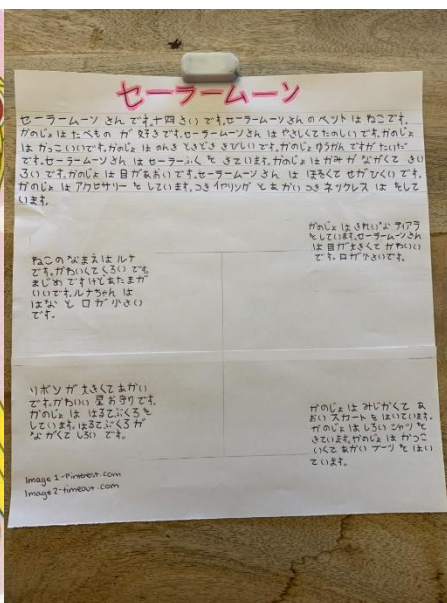 セーラームーン
セーラームーン さん です。十四さい です。セーラームーンさん の ペット は ねこ です。
かのじょ は たべもの が 好き です。セーラームーンさん は やさしくて たのしい です。かのじょ
は かっこいい です。かのじょ は のんき ときどき きびしい です。かのじょ ゆうかん ですが たいだ
です。セーラームーンさん は セーラーふく を きています。かのじょ は かみ が ながくて きい
ろい です。かのじょ は 目 が あおい です。セーラームーンさん は ほそくて せが ひくい です。
かのじょ は アクセサリー を しています。つき イヤリング と あかい つき ネックレス は をして
います。
かのじょ は きれい な ティアラ
を しています。セーラームーンさん
は 目 が 大きくて かわいい
です。口 が 小さい です。
ねこ の なまえ は ルナ
です。かわいくて くろい です。
まじめ ですけど あたま が
いい です。ルナちゃん は
はな と 口 が 小さい
です。
リボン が 大きくて あかい
です。かわいい 星お守り です。
かのじょ は はるてぶくろ を
しています。はるてぶくろ が
ながくて しろい です。
かのじょ は みじかくて あ
おい スカート を はいています。
かのじょ は しろい シャツ を
きています。かのじょ は かっこ
いくて あかい ブーツ を はい
ています。
Image 1-Pinterest.com
Image 2-timeout.com